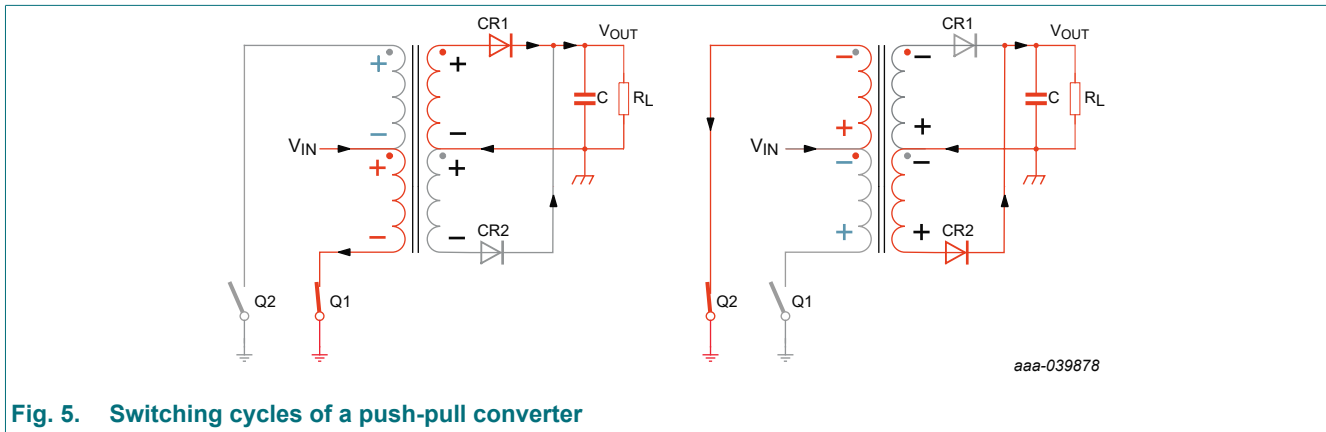 CR1
VOUT
+
+
+
−
C
RL
VIN
−
−
+
+
−
−
CR2
Q2
Q1
CR1
VOUT
−
−
+
+
C
RL
VIN
−
−
+
+
CR2
Q2
Q1
aaa-039878
Fig. 5. Switching cycles of a push-pull converter